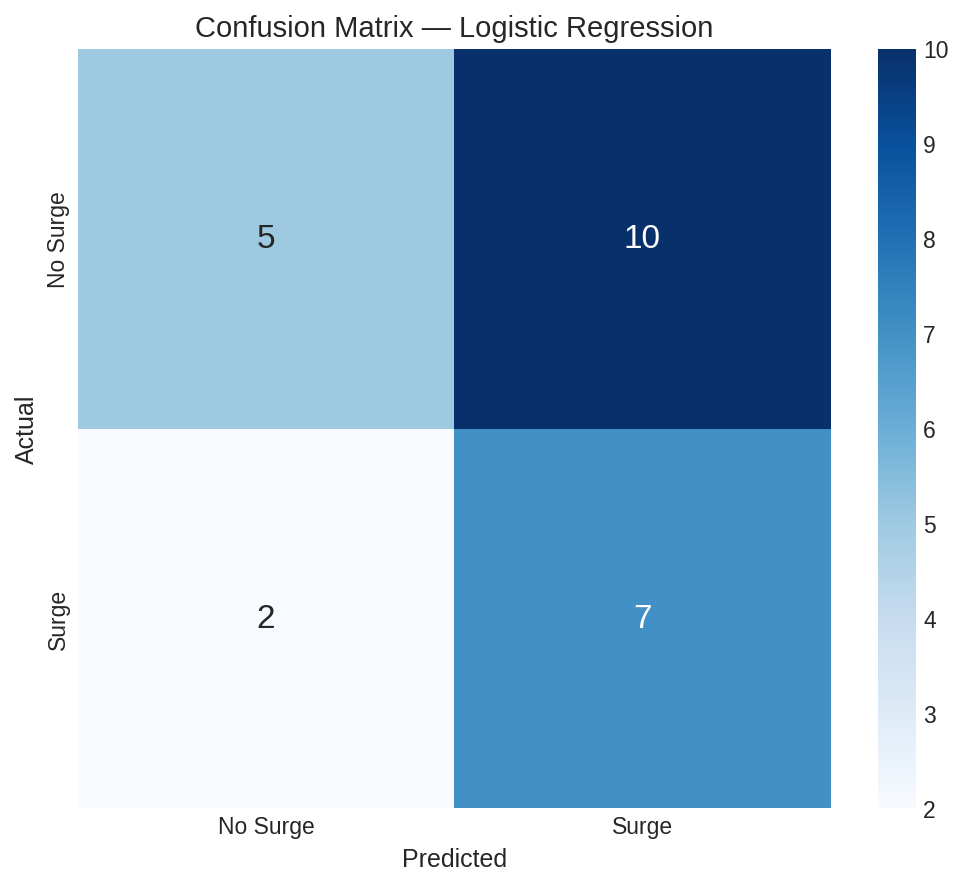 Confusion Matrix — Logistic Regression
No Surge
Surge
Actual
5
10
2
7
No Surge
Surge
Predicted
10
9
8
7
6
5
4
3
2